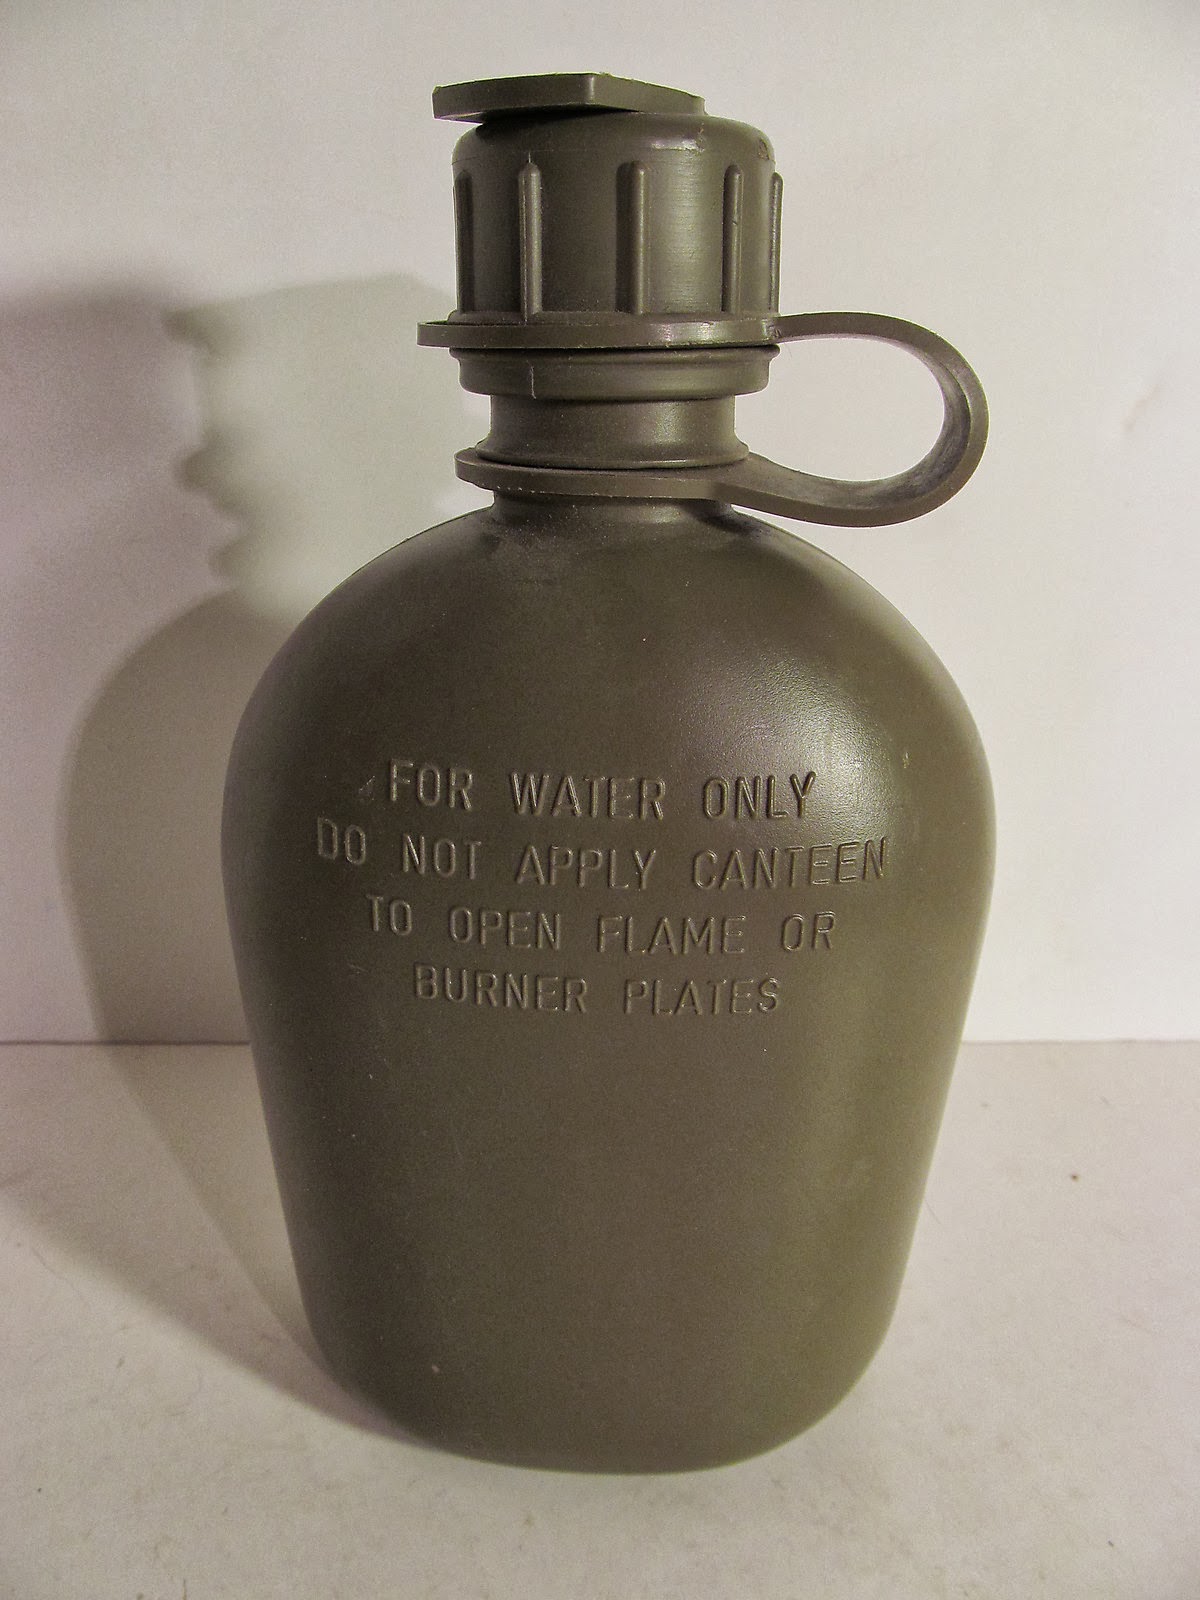 FOR WATER ONLY
DO NOT APPLY CANTEEN
TO OPEN FLAME OR
BURNER PLATES